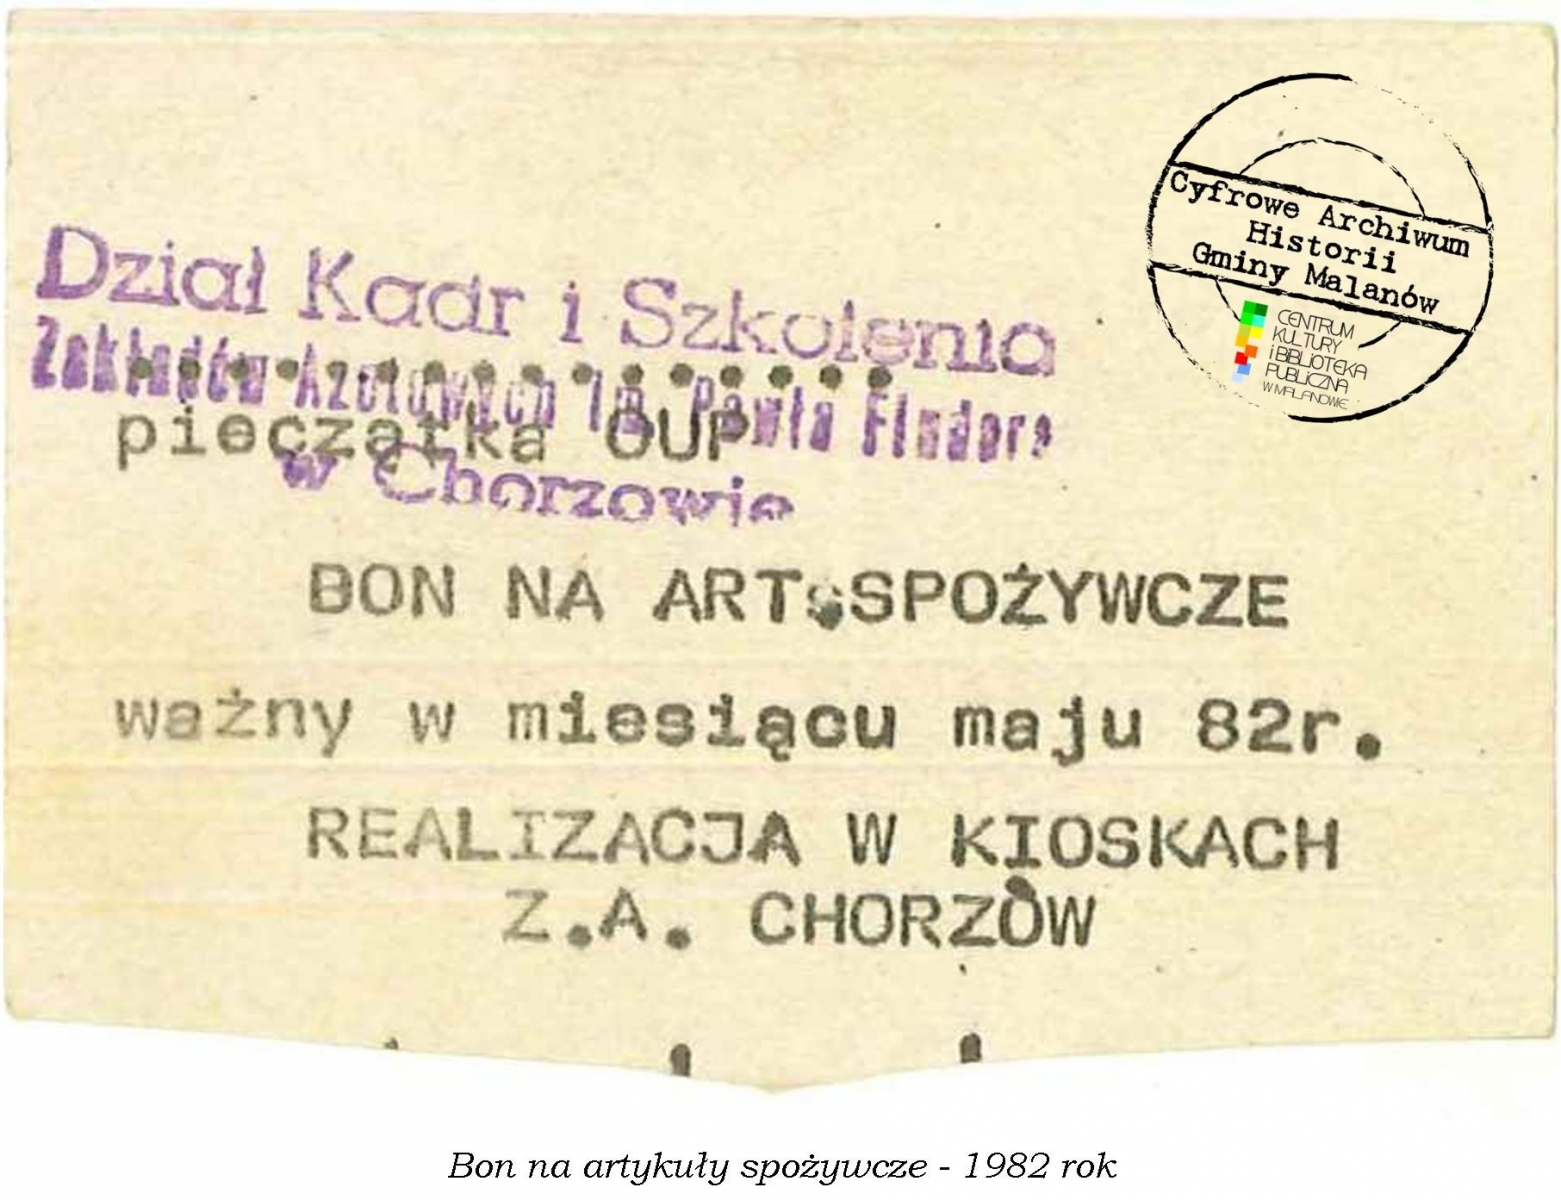 Cyfrowe Archiwum
Historii
Gminy Malanów
CENTRUM
KULTURY
i BIBLIOTEKA
PUBLICZNA
W MALANOWIE
Dział Kadr i Szkolenia
Zakładów Azotowych Im. Pawła Findera
..............
pieczątka OUP
w Chorzowie
BON NA ART.SPOŻYWCZE
ważny w miesiącu maju 82r.
REALIZACJA W KIOSKACH
Z.A. CHORZÓW
Bon na artykuły spożywcze - 1982 rok